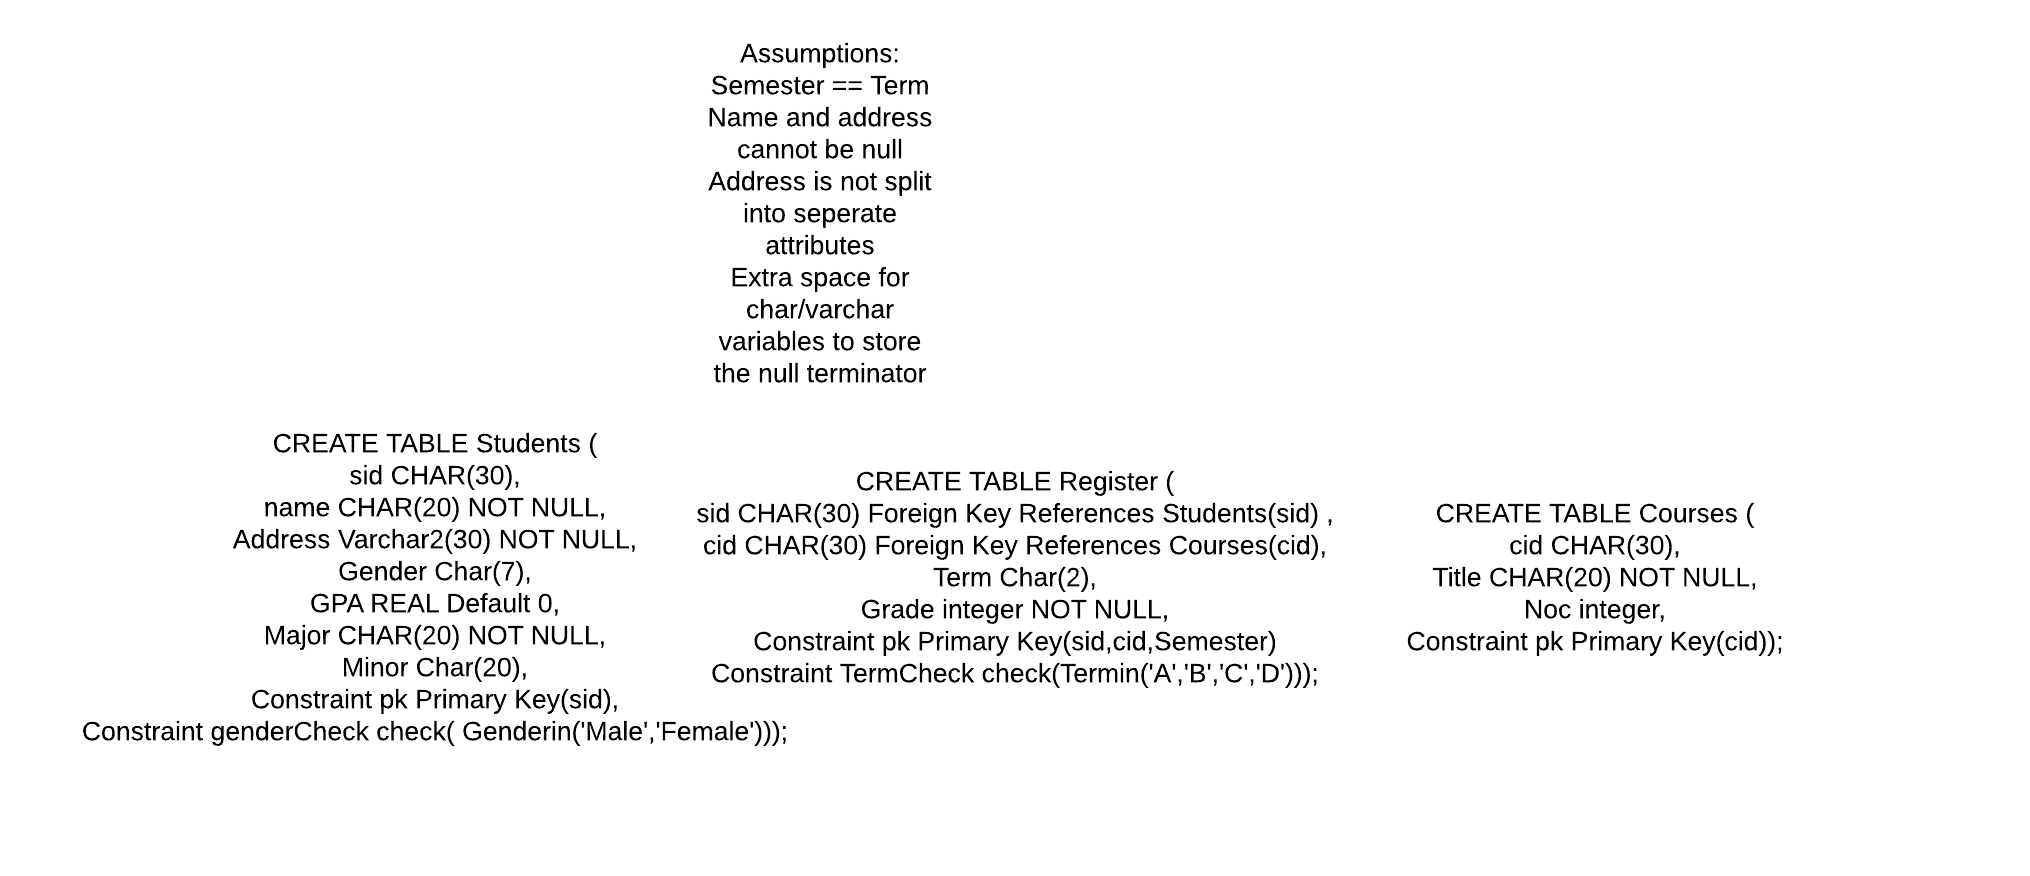 Assumptions:
Semester == Term
Name and address
cannot be null
Address is not split
into seperate
attributes
Extra space for
char/varchar
variables to store
the null terminator
CREATE TABLE Students (
sid CHAR(30),
name CHAR(20) NOT NULL,
Address Varchar2(30) NOT NULL,
Gender Char(7),
GPA REAL Default 0,
Major CHAR(20) NOT NULL,
Minor Char(20),
Constraint pk Primary Key(sid),
Constraint genderCheck check( Genderin('Male','Female')));
CREATE TABLE Register (
sid CHAR(30) Foreign Key References Students(sid) ,
cid CHAR(30) Foreign Key References Courses(cid),
Term Char(2),
Grade integer NOT NULL,
Constraint pk Primary Key(sid,cid,Semester)
Constraint TermCheck check(Termin('A','B','C','D')));
CREATE TABLE Courses (
cid CHAR(30),
Title CHAR(20) NOT NULL,
Noc integer,
Constraint pk Primary Key(cid));